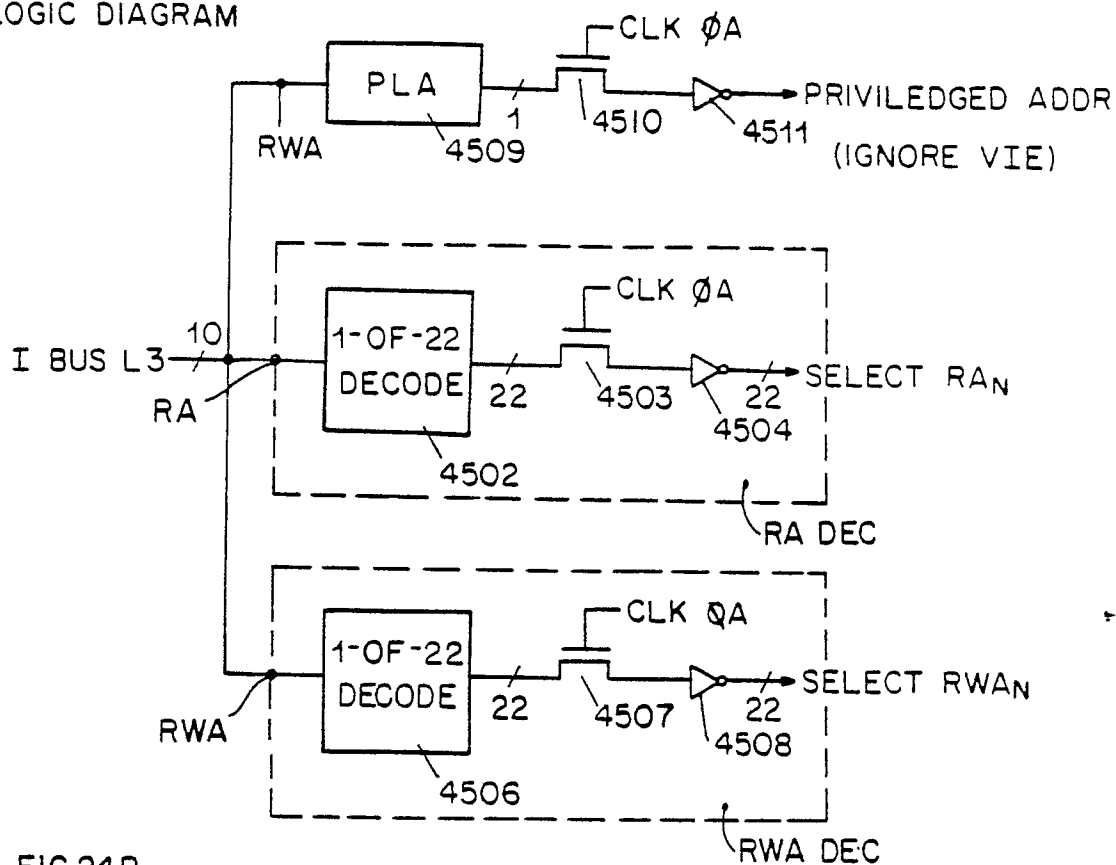 LOGIC DIAGRAM
CLK ØA
PLA
1
4510
4511
PRIVILEDGED ADDR
(IGNORE VIE)
RWA
4509
CLK ØA
10
I BUS L3
1-OF-22
DECODE
22
4503
4504
22
SELECT RAN
RA
4502
RA DEC
CLK ØA
1-OF-22
DECODE
22
4507
4508
22
SELECT RWAN
RWA
4506
RWA DEC